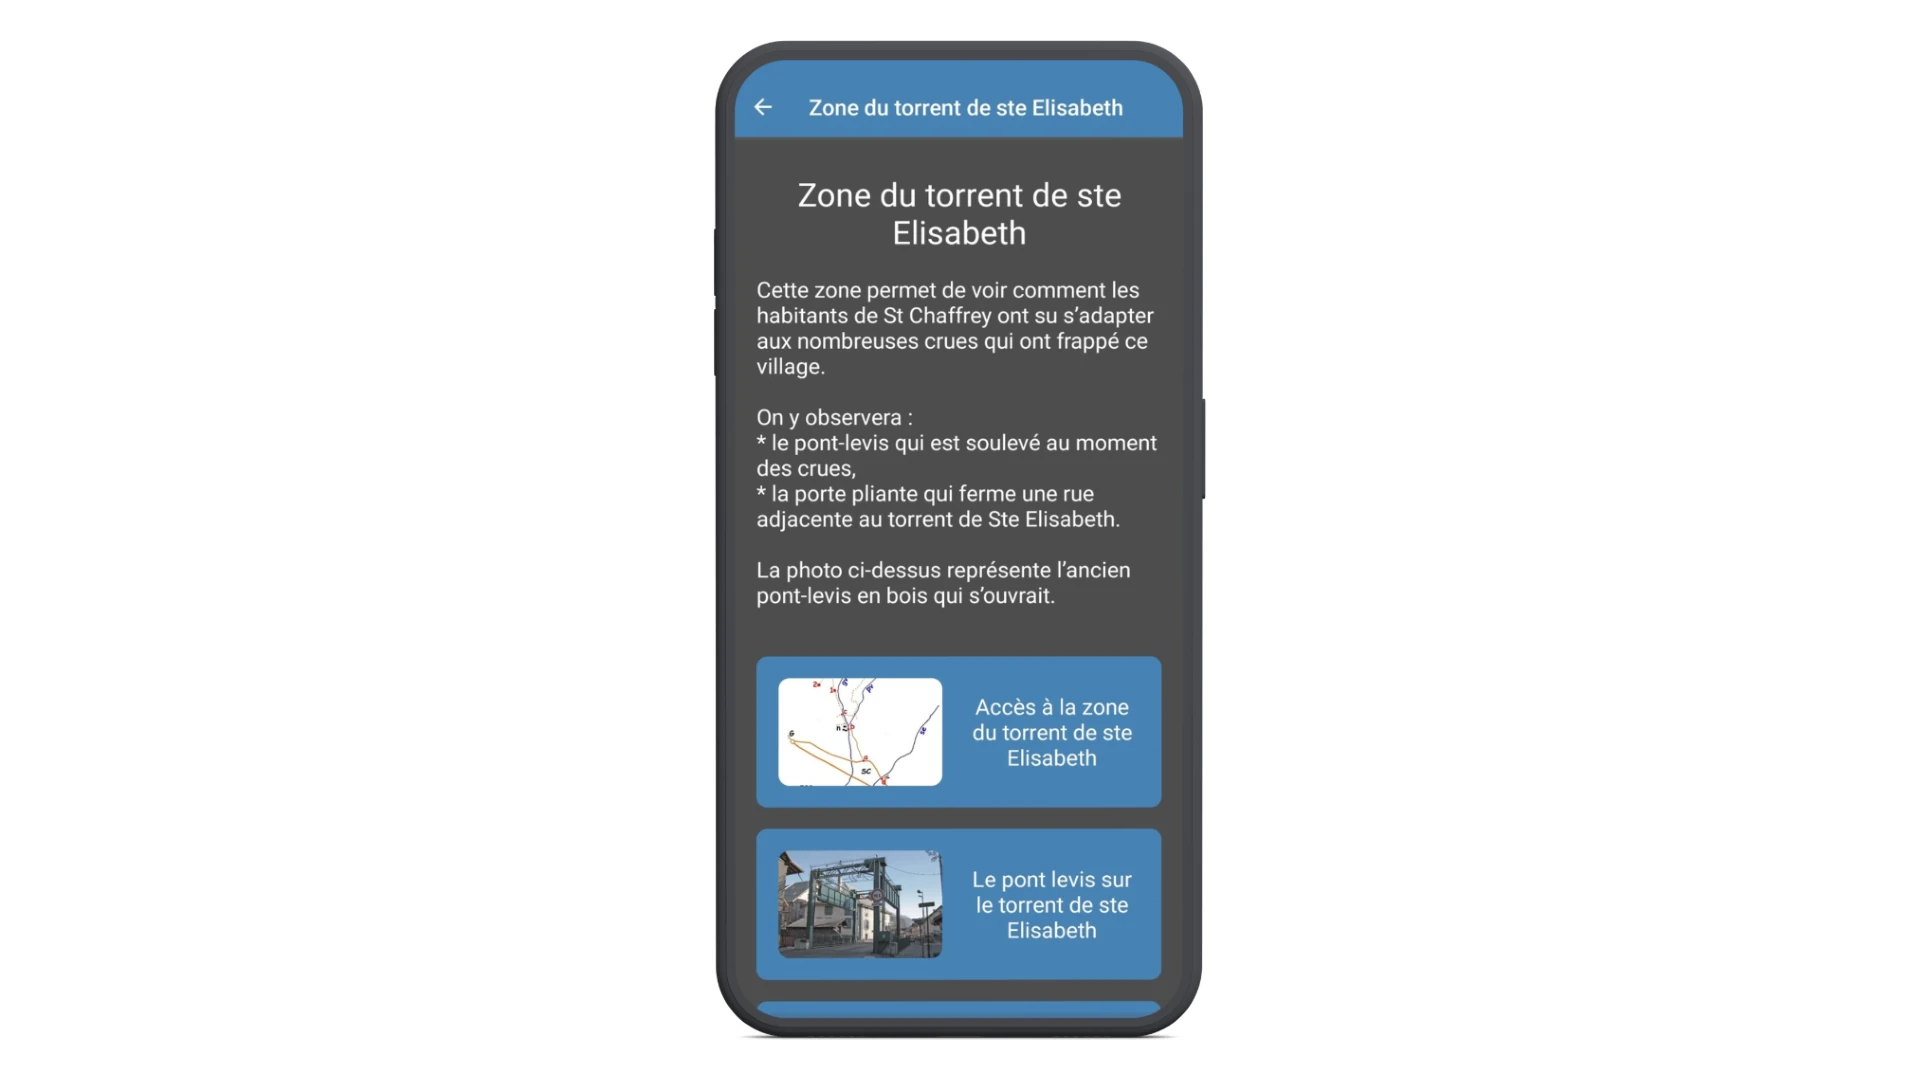 Zone du torrent de ste Elisabeth
Zone du torrent de ste
Elisabeth
Cette zone permet de voir comment les
habitants de St Chaffrey ont su s’adapter
aux nombreuses crues qui ont frappé ce
village.
On y observera :
* le pont-levis qui est soulevé au moment
des crues,
* la porte pliante qui ferme une rue
adjacente au torrent de Ste Elisabeth.
La photo ci-dessus représente l’ancien
pont-levis en bois qui s’ouvrait.
G
SC
Accès à la zone
du torrent de ste
Elisabeth
Le pont levis sur
le torrent de ste
Elisabeth